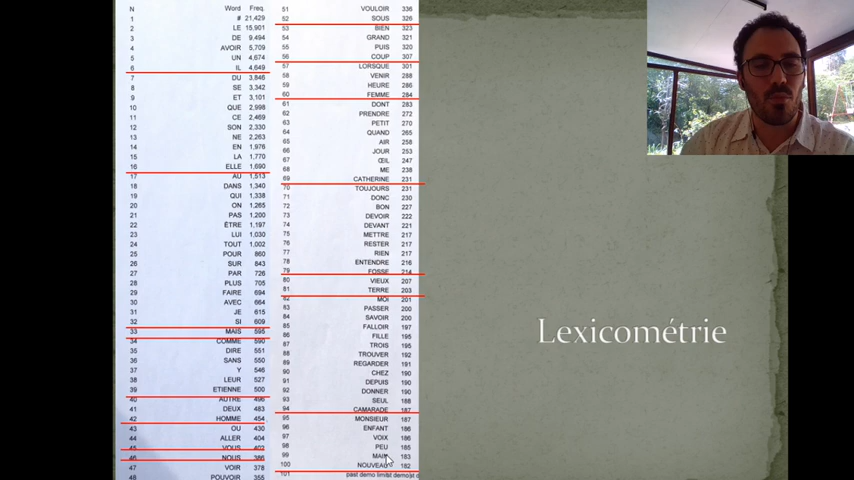 N Word Freq.
1 # 21,429
2 LE 15,901
3 DE 9,494
4 AVOIR 5,709
5 UN 4,674
6 IL 4,649
7 DU 3,846
8 SE 3,342
9 ET 3,101
10 QUE 2,998
11 CE 2,469
12 SON 2,330
13 NE 2,263
14 EN 1,976
15 LA 1,770
16 ELLE 1,690
17 AU 1,513
18 DANS 1,340
19 QUI 1,338
20 ON 1,265
21 PAS 1,200
22 ÊTRE 1,197
23 LUI 1,030
24 TOUT 1,002
25 POUR 860
26 SUR 843
27 PAR 726
28 PLUS 705
29 FAIRE 694
30 AVEC 664
31 JE 615
32 SI 609
33 MAIS 595
34 COMME 590
35 DIRE 551
36 SANS 550
37 Y 546
38 LEUR 527
39 ETIENNE 500
40 AUTRE 496
41 DEUX 483
42 HOMME 454
43 OU 430
44 ALLER 404
45 VOUS 402
46 NOUS 386
47 VOIR 378
48 POUVOIR 355
51 VOULOIR 336
52 SOUS 326
53 BIEN 323
54 GRAND 321
55 PUIS 320
56 COUP 307
57 LORSQUE 301
58 VENIR 288
59 HEURE 286
60 FEMME 284
61 DONT 283
62 PRENDRE 272
63 PETIT 270
64 QUAND 265
65 AIR 258
66 JOUR 253
67 ŒIL 247
68 ME 238
69 CATHERINE 231
70 TOUJOURS 231
71 DONC 230
72 BON 227
73 DEVOIR 222
74 DEVANT 221
75 METTRE 217
76 RESTER 217
77 RIEN 217
78 ENTENDRE 216
79 FOSSE 214
80 VIEUX 207
81 TERRE 203
82 MOI 201
83 PASSER 200
84 SAVOIR 200
85 FALLOIR 197
86 FILLE 195
87 TROIS 195
88 TROUVER 192
89 REGARDER 191
90 CHEZ 190
91 DEPUIS 190
92 DONNER 190
93 SEUL 188
94 CAMARADE 187
95 MONSIEUR 187
96 ENFANT 186
97 VOIX 186
98 PEU 185
99 MAIN 183
100 NOUVEAU 182
101 past demo limit
Lexicométrie